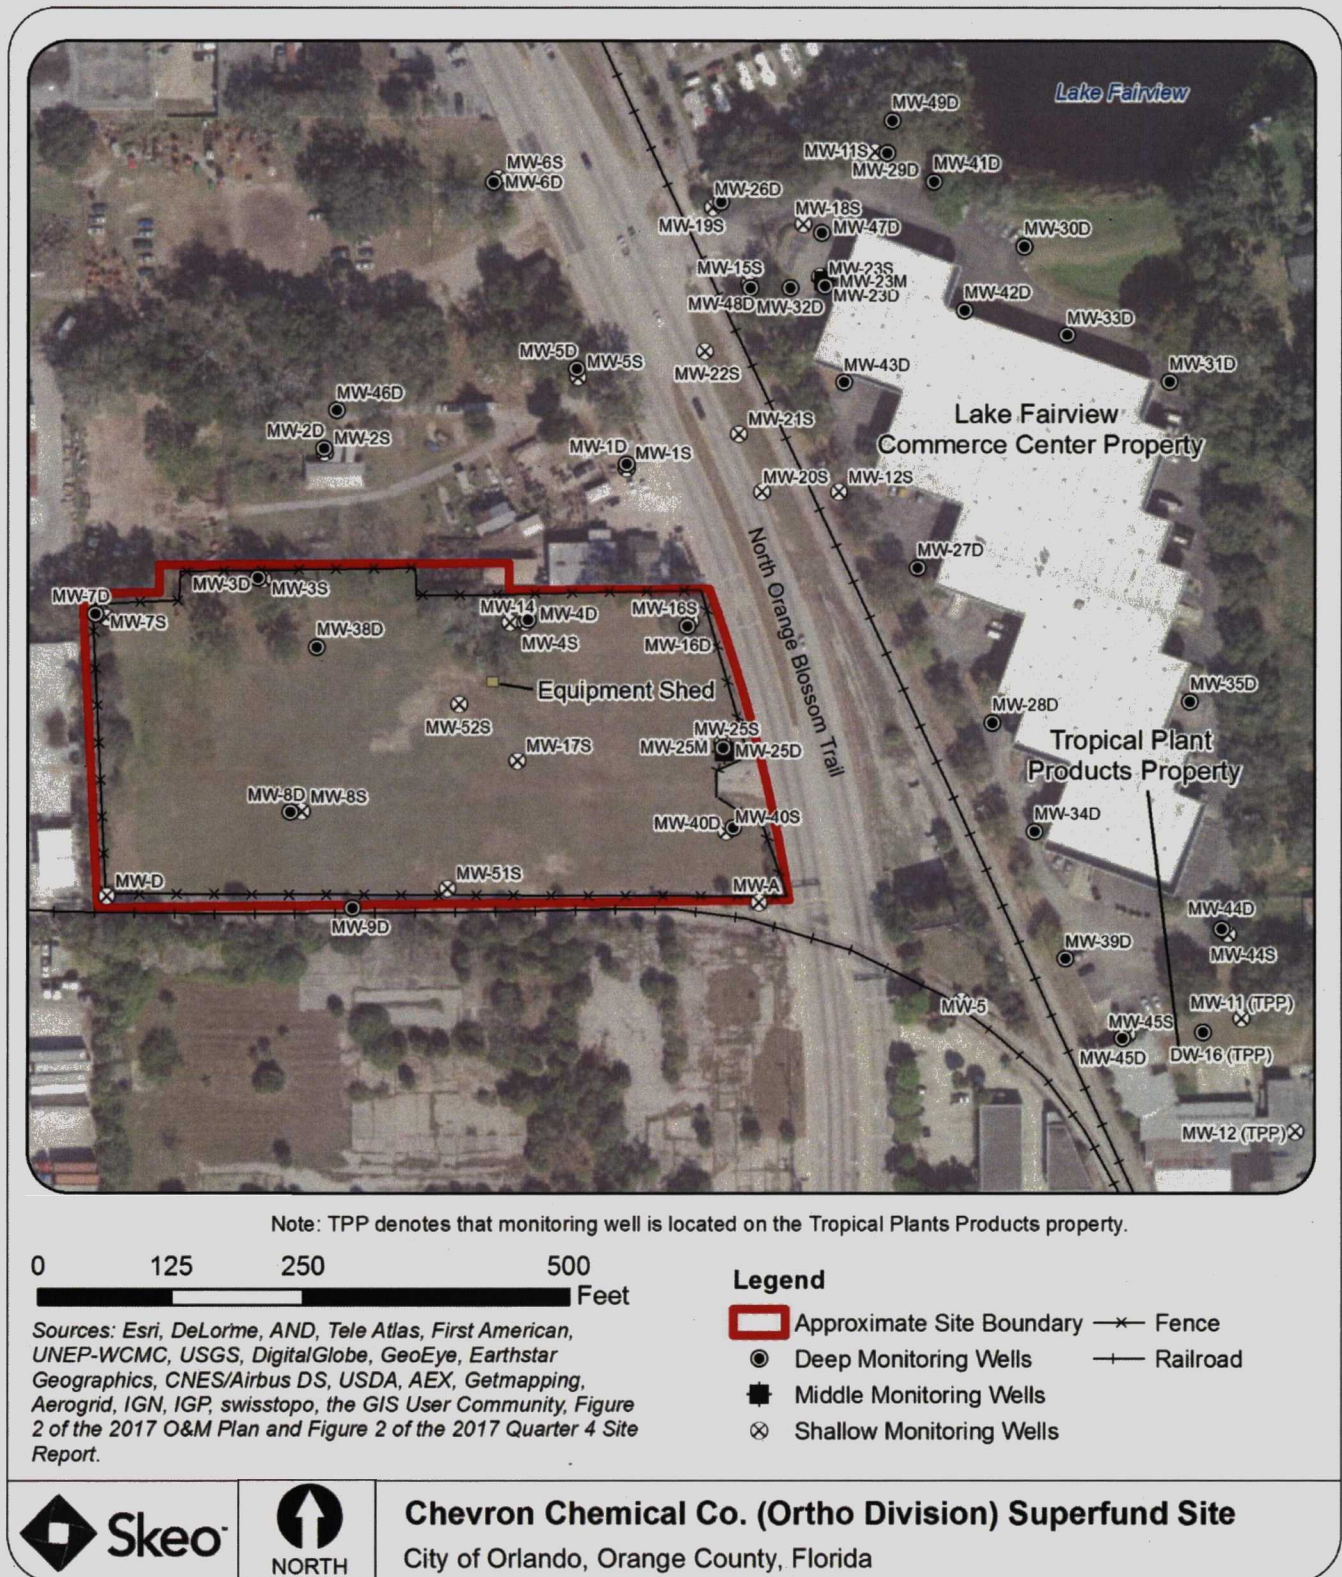 Lake Fairview
MW-49D
MW-11S
MW-29D
MW-41D
MW-6S
MW-6D
MW-26D
MW-19S
MW-18S
MW-47D
MW-30D
MW-15S
MW-23S
MW-23M
MW-23D
MW-48D
MW-32D
MW-42D
MW-33D
MW-5D
MW-5S
MW-22S
MW-43D
MW-31D
MW-46D
MW-2D
MW-2S
MW-21S
Lake Fairview
Commerce Center Property
MW-1D
MW-1S
MW-20S
MW-12S
North Orange Blossom Trail
MW-27D
MW-3D
MW-3S
MW-7D
MW-7S
MW-14
MW-4D
MW-4S
MW-16S
MW-16D
MW-38D
Equipment Shed
MW-52S
MW-17S
MW-25S
MW-25M
MW-25D
MW-28D
MW-35D
Tropical Plant
Products Property
MW-8D
MW-8S
MW-40D
MW-40S
MW-34D
MW-D
MW-51S
MW-A
MW-9D
MW-44D
MW-44S
MW-39D
MW-5
MW-11 (TPP)
MW-45S
MW-45D
DW-16 (TPP)
MW-12 (TPP)
Note: TPP denotes that monitoring well is located on the Tropical Plants Products property.
0 125 250 500
Feet
Sources: Esri, DeLorme, AND, Tele Atlas, First American,
UNEP-WCMC, USGS, DigitalGlobe, GeoEye, Earthstar
Geographics, CNES/Airbus DS, USDA, AEX, Getmapping,
Aerogrid, IGN, IGP, swisstopo, the GIS User Community, Figure
2 of the 2017 O&M Plan and Figure 2 of the 2017 Quarter 4 Site
Report.
Legend
Approximate Site Boundary
Fence
Deep Monitoring Wells
Railroad
Middle Monitoring Wells
Shallow Monitoring Wells
Skeo
NORTH
Chevron Chemical Co. (Ortho Division) Superfund Site
City of Orlando, Orange County, Florida